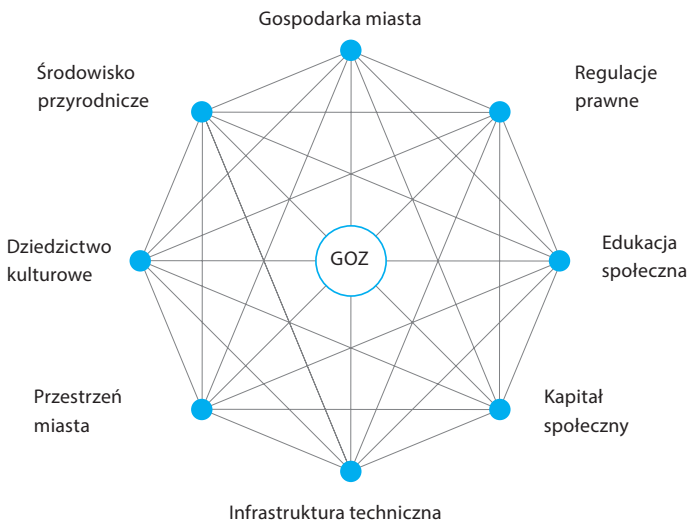 Gospodarka miasta
Środowisko
przyrodnicze
Regulacje
prawne
Dziedzictwo
kulturowe
GOZ
Edukacja
społeczna
Przestrzeń
miasta
Kapitał
społeczny
Infrastruktura techniczna